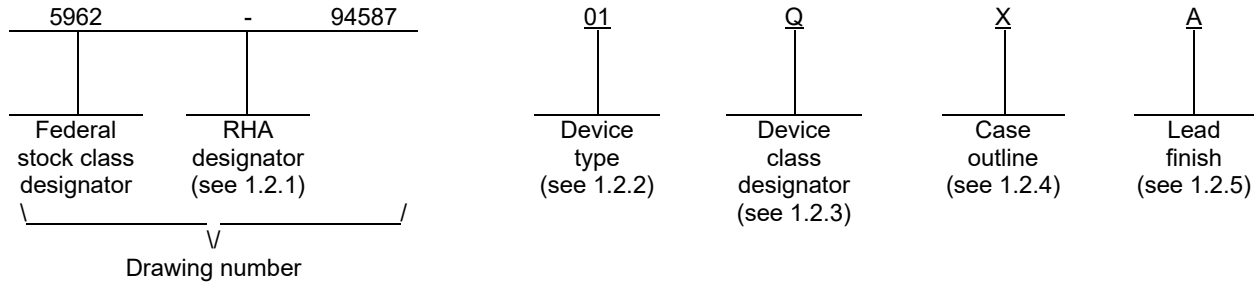 5962 - 94587 01 Q X A
Federal stock class designator
RHA designator (see 1.2.1)
Device type (see 1.2.2)
Device class designator (see 1.2.3)
Case outline (see 1.2.4)
Lead finish (see 1.2.5)
Drawing number